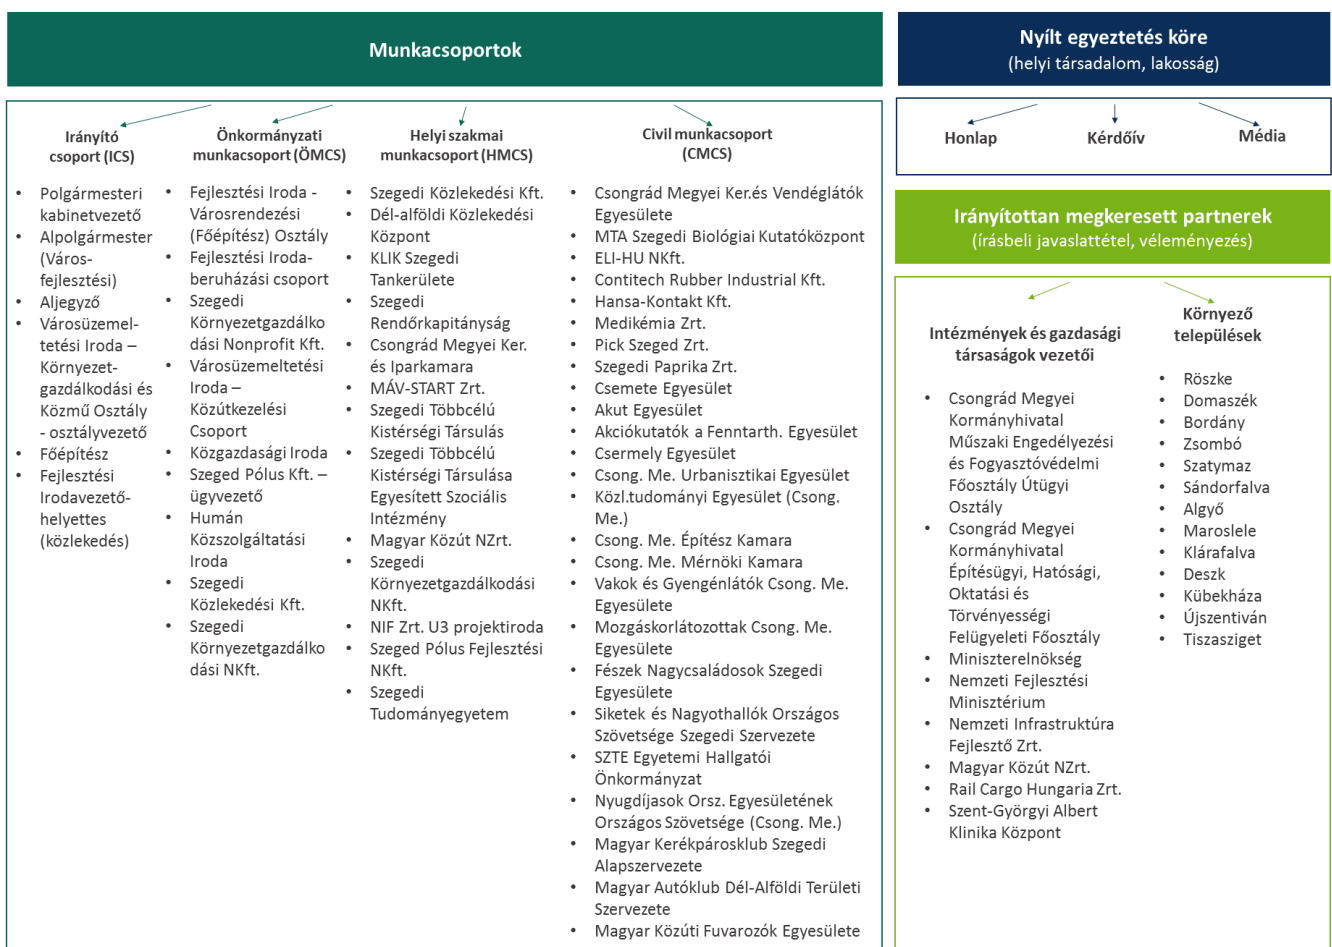 Munkacsoportok
Irányító
csoport (ICS)
• Polgármesteri
kabinetvezető
• Alpolgármester
(Város-
fejlesztési)
• Aljegyző
• Városüzemel-
tetési Iroda –
Környezet-
gazdálkodási és
Közmű Osztály
- osztályvezető
• Főépítész
• Fejlesztési
Irodavezető-
helyettes
(közlekedés)
Önkormányzati
munkacsoport (ÖMCS)
• Fejlesztési Iroda -
Városrendezési
(Főépítész) Osztály
• Fejlesztési Iroda-
beruházási csoport
• Szegedi
Környezetgazdálko
dási Nonprofit Kft.
• Városüzemeltetési
Iroda –
Közútkezelési
Csoport
• Közgazdasági Iroda
• Szeged Pólus Kft. –
ügyvezető
• Humán
Közszolgáltatási
Iroda
• Szegedi
Közlekedési Kft.
• Szegedi
Környezetgazdálko
dási NKft.
Helyi szakmai
munkacsoport (HMCS)
• Szegedi Közlekedési Kft.
• Dél-alföldi Közlekedési
Központ
• KLIK Szegedi
Tankerülete
• Szegedi
Rendőrkapitányság
• Csongrád Megyei Ker.
és Iparkamara
• MÁV-START Zrt.
• Szegedi Többcélú
Kistérségi Társulás
• Szegedi Többcélú
Kistérségi Társulása
Egyesített Szociális
Intézmény
• Magyar Közút NZrt.
• Szegedi
Környezetgazdálkodási
NKft.
• NIF Zrt. U3 projektiroda
• Szeged Pólus Fejlesztési
NKft.
• Szegedi
Tudományegyetem
Civil munkacsoport
(CMCS)
• Csongrád Megyei Ker.és Vendéglátók
Egyesülete
• MTA Szegedi Biológiai Kutatóközpont
• ELI-HU NKft.
• Contitech Rubber Industrial Kft.
• Hansa-Kontakt Kft.
• Medikémia Zrt.
• Pick Szeged Zrt.
• Szegedi Paprika Zrt.
• Csemete Egyesület
• Akut Egyesület
• Akciókutatók a Fenntarth. Egyesület
• Csermely Egyesület
• Csong. Me. Urbanisztikai Egyesület
• Közl.tudományi Egyesület (Csong.
Me.)
• Csong. Me. Építész Kamara
• Csong. Me. Mérnöki Kamara
• Vakok és Gyengénlátók Csong. Me.
Egyesülete
• Mozgáskorlátozottak Csong. Me.
Egyesülete
• Fészek Nagycsaládosok Szegedi
Egyesülete
• Siketek és Nagyothallók Országos
Szövetsége Szegedi Szervezete
• SZTE Egyetemi Hallgatói
Önkormányzat
• Nyugdíjasok Orsz. Egyesületének
Országos Szövetsége (Csong. Me.)
• Magyar Kerékpárosklub Szegedi
Alapszervezete
• Magyar Autóklub Dél-Alföldi Területi
Szervezete
• Magyar Közúti Fuvarozók Egyesülete
Nyílt egyeztetés köre
(helyi társadalom, lakosság)
Honlap
Kérdőív
Média
Irányítottan megkeresett partnerek
(írásbeli javaslattétel, véleményezés)
Intézmények és gazdasági
társaságok vezetői
• Csongrád Megyei
Kormányhivatal
Műszaki Engedélyezési
és Fogyasztóvédelmi
Főosztály Útügyi
Osztály
• Csongrád Megyei
Kormányhivatal
Építésügyi, Hatósági,
Oktatási és
Törvényességi
Felügyeleti Főosztály
• Miniszterelnökség
• Nemzeti Fejlesztési
Minisztérium
• Nemzeti Infrastruktúra
Fejlesztő Zrt.
• Magyar Közút NZrt.
• Rail Cargo Hungaria Zrt.
• Szent-Györgyi Albert
Klinika Központ
Környező
települések
• Röszke
• Domaszék
• Bordány
• Zsombó
• Szatymaz
• Sándorfalva
• Algyő
• Maroslele
• Klárafalva
• Deszk
• Kübekháza
• Újszentiván
• Tiszasziget